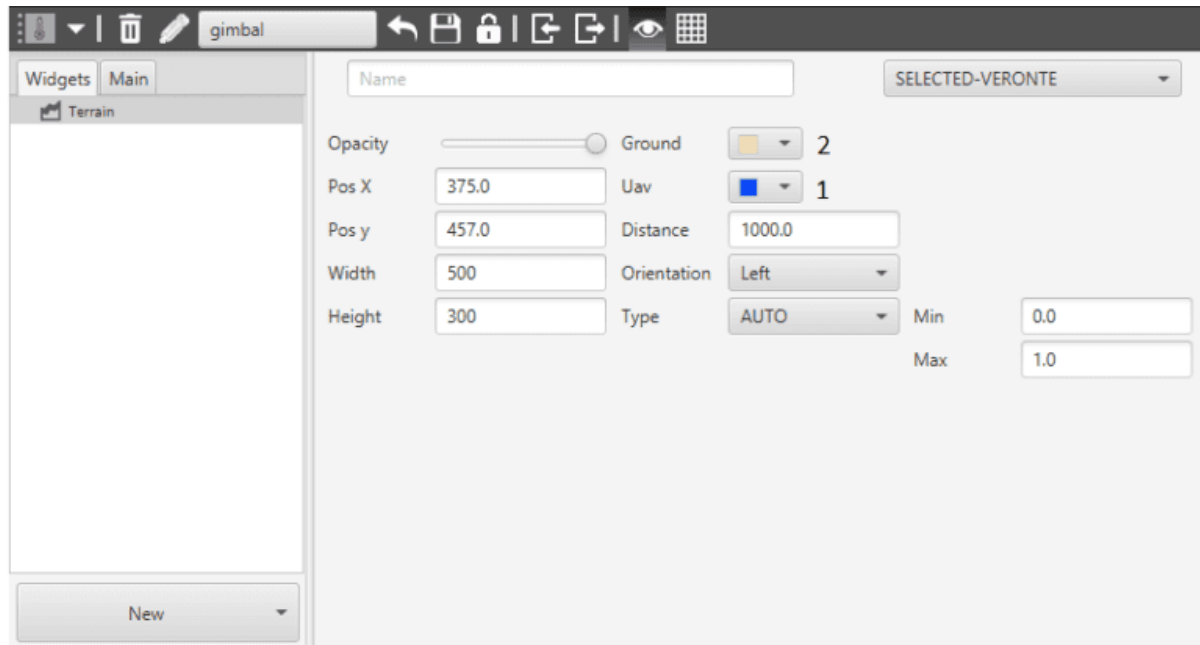 gimbal
Widgets Main
Name
SELECTED-VERONTE
Terrain
Opacity Ground 2
Pos X 375.0 Uav 1
Pos y 457.0 Distance 1000.0
Width 500 Orientation Left
Height 300 Type AUTO Min 0.0
Max 1.0
New